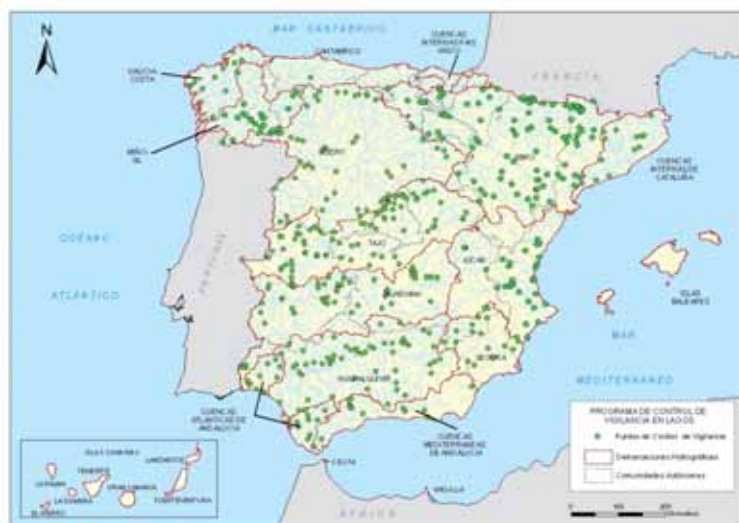 N
MAR CANTÁBRICO
CANTÁBRICO
CUENCAS
INTERNAS PAÍS
VASCO
FRANCIA
GALICIA
COSTA
MIÑO-
SIL
DUERO
EBRO
CUENCAS
INTERNAS DE
CATALUÑA
OCÉANO
ATLÁNTICO
PORTUGAL
TAJO
JÚCAR
ISLAS
BALEARES
GUADIANA
MAR
MEDITERRÁNEO
SEGURA
GUADALQUIVIR
CUENCAS
ATLÁNTICAS DE
ANDALUCÍA
CUENCAS
MEDITERRÁNEAS
DE ANDALUCÍA
CEUTA
MELILLA
ÁFRICA
ISLAS CANARIAS
LANZAROTE
LA PALMA
TENERIFE
LA GOMERA
GRAN CANARIA
FUERTEVENTURA
EL HIERRO
PROGRAMA DE CONTROL DE
VIGILANCIA EN LAGOS
Puntos de Control de Vigilancia
Demarcaciones Hidrográficas
Comunidades Autónomas
0